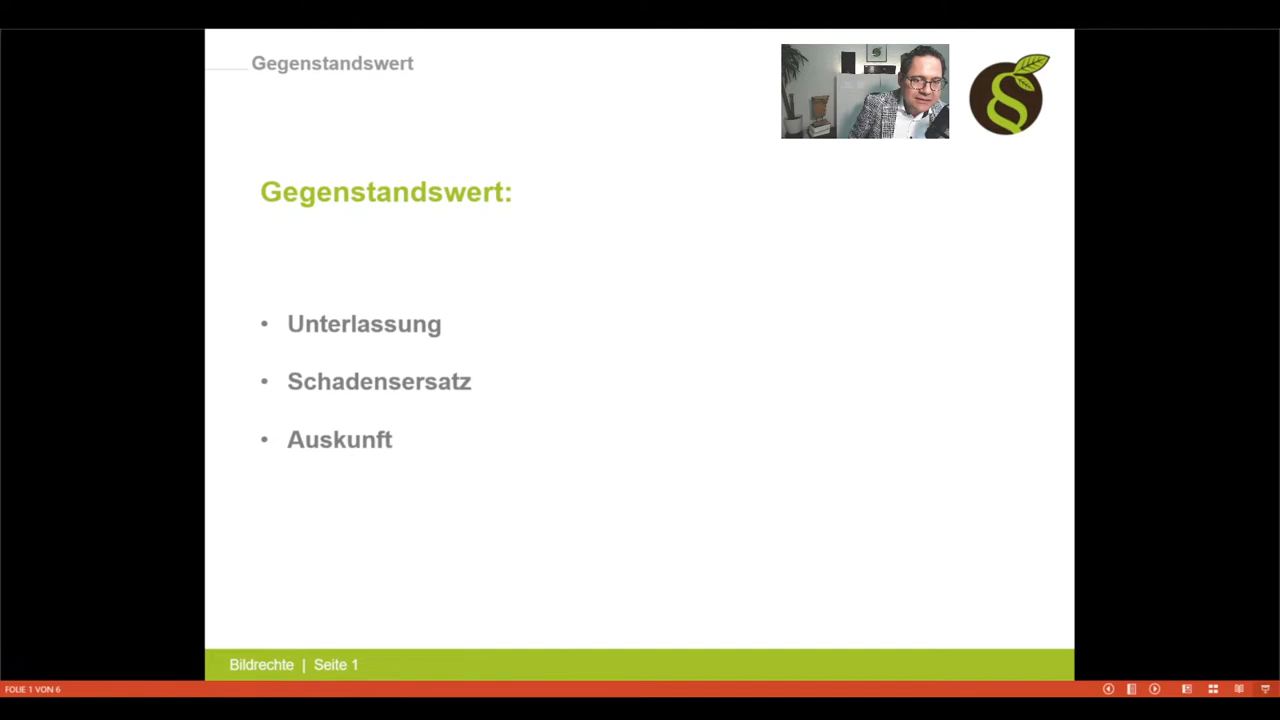 Gegenstandswert
Gegenstandswert:
• Unterlassung
• Schadensersatz
• Auskunft
Bildrechte | Seite 1
FOLIE 1 VON 6